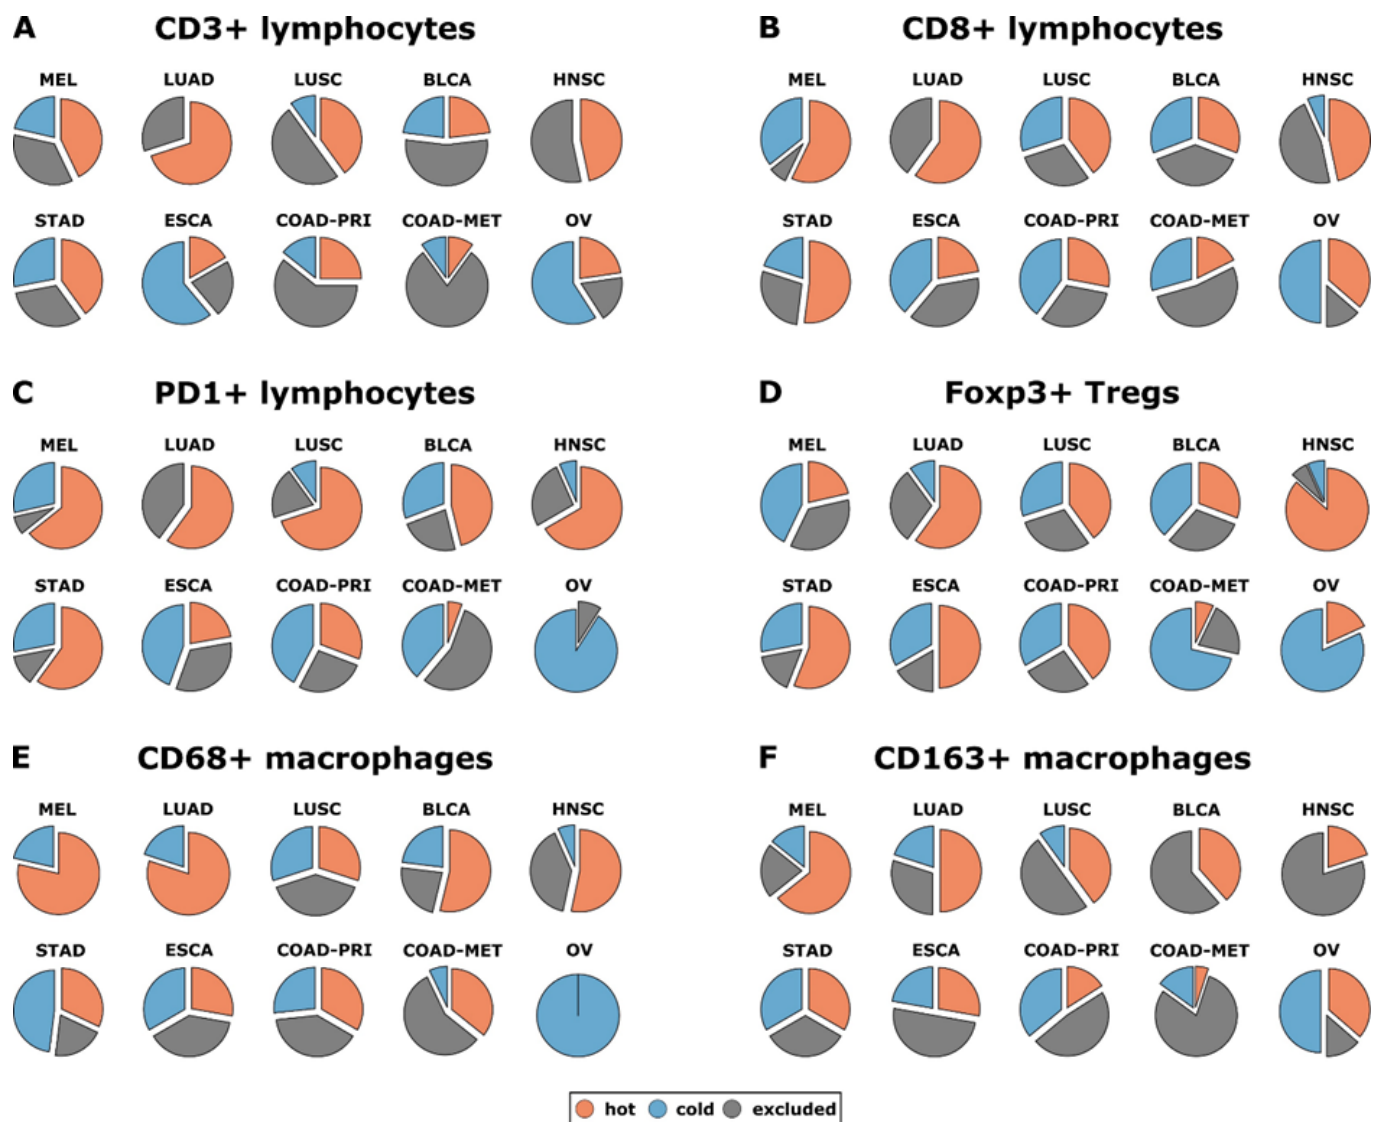 A CD3+ lymphocytes
MEL LUAD LUSC BLCA HNSC
STAD ESCA COAD-PRI COAD-MET OV
B CD8+ lymphocytes
MEL LUAD LUSC BLCA HNSC
STAD ESCA COAD-PRI COAD-MET OV
C PD1+ lymphocytes
MEL LUAD LUSC BLCA HNSC
STAD ESCA COAD-PRI COAD-MET OV
D Foxp3+ Tregs
MEL LUAD LUSC BLCA HNSC
STAD ESCA COAD-PRI COAD-MET OV
E CD68+ macrophages
MEL LUAD LUSC BLCA HNSC
STAD ESCA COAD-PRI COAD-MET OV
F CD163+ macrophages
MEL LUAD LUSC BLCA HNSC
STAD ESCA COAD-PRI COAD-MET OV
hot cold excluded